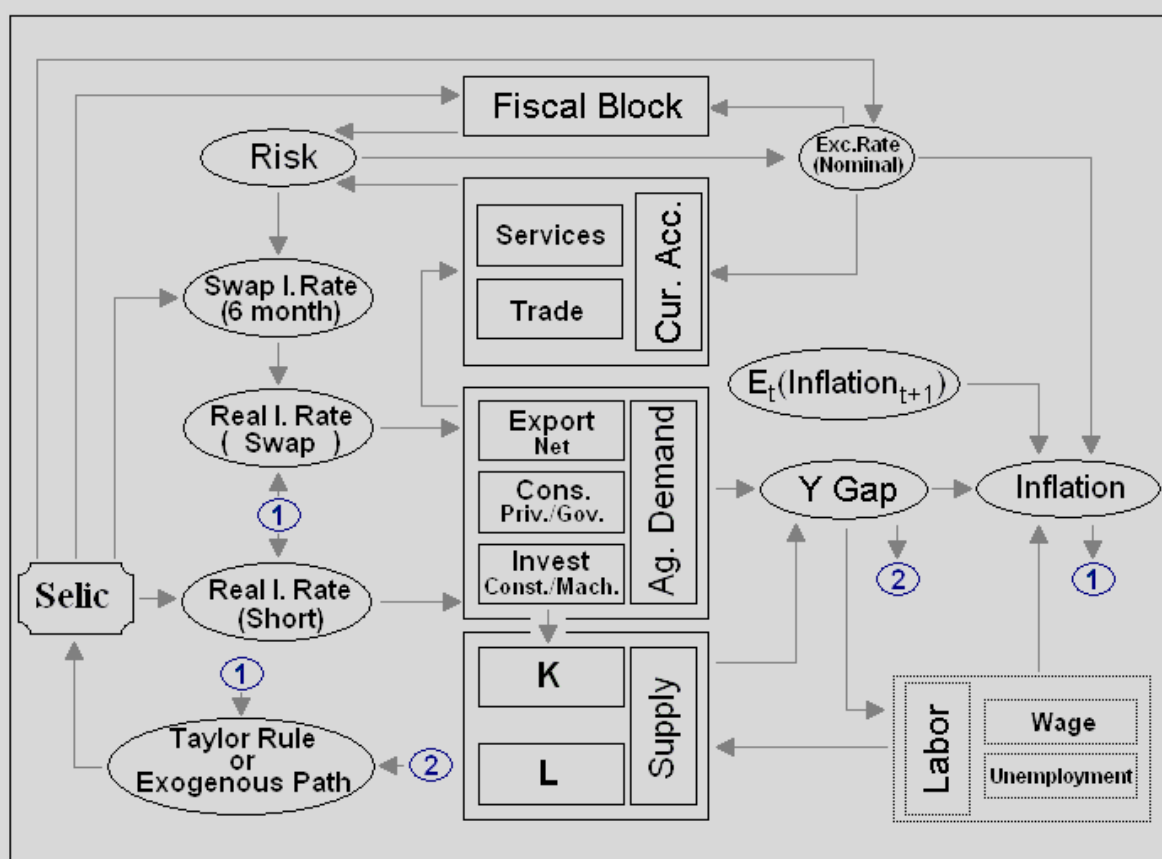 Fiscal Block
Risk
Exc.Rate
(Nominal)
Services
Trade
Cur. Acc.
Swap I. Rate
(6 month)
E_t(Inflation_{t+1})
Real I. Rate
( Swap )
Export
Net
Cons.
Priv./Gov.
Invest
Const./Mach.
Ag. Demand
Y Gap
Inflation
1
2
1
Selic
Real I. Rate
(Short)
1
K
L
Supply
Taylor Rule
or
Exogenous Path
2
Labor
Wage
Unemployment